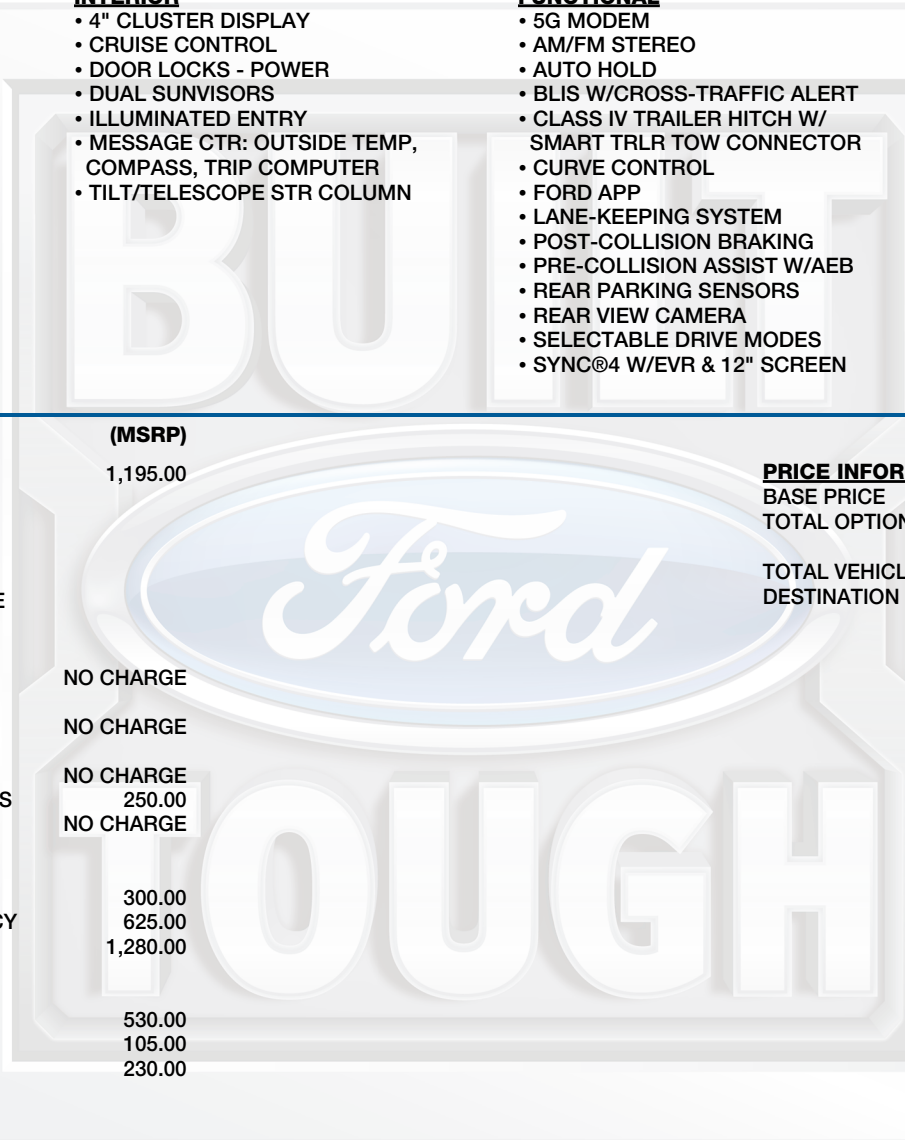 INTERIOR
• 4" CLUSTER DISPLAY
• CRUISE CONTROL
• DOOR LOCKS - POWER
• DUAL SUNVISORS
• ILLUMINATED ENTRY
• MESSAGE CTR: OUTSIDE TEMP,
COMPASS, TRIP COMPUTER
• TILT/TELESCOPE STR COLUMN
FUNCTIONAL
• 5G MODEM
• AM/FM STEREO
• AUTO HOLD
• BLIS W/CROSS-TRAFFIC ALERT
• CLASS IV TRAILER HITCH W/
SMART TRLR TOW CONNECTOR
• CURVE CONTROL
• FORD APP
• LANE-KEEPING SYSTEM
• POST-COLLISION BRAKING
• PRE-COLLISION ASSIST W/AEB
• REAR PARKING SENSORS
• REAR VIEW CAMERA
• SELECTABLE DRIVE MODES
• SYNC®4 W/EVR & 12" SCREEN
BUILT
Ford
TOUGH
(MSRP)
1,195.00
E
NO CHARGE
NO CHARGE
NO CHARGE
S 250.00
NO CHARGE
300.00
CY 625.00
1,280.00
530.00
105.00
230.00
PRICE INFOR
BASE PRICE
TOTAL OPTION
TOTAL VEHICL
DESTINATION